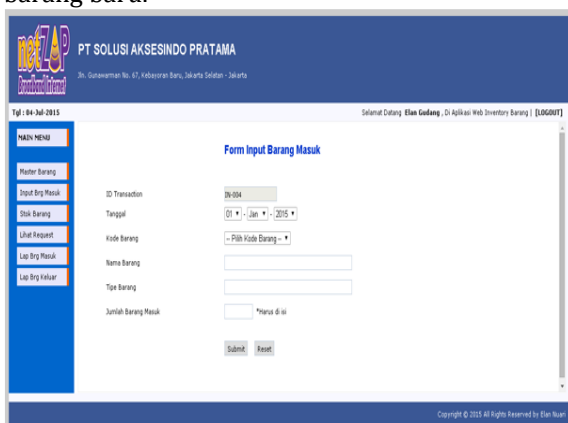 barang baru.
netZAP
Broadband Internet
PT SOLUSI AKSESINDO PRATAMA
Jln. Gunawarman No. 67, Kebayoran Baru, Jakarta Selatan - Jakarta
Tgl : 04-Jul-2015
Selamat Datang Elan Gudang , Di Aplikasi Web Inventory Barang | [LOGOUT]
MAIN MENU
Master Barang
Input Brg Masuk
Stok Barang
Lihat Request
Lap Brg Masuk
Lap Brg Keluar
Form Input Barang Masuk
ID Transaction IN-004
Tanggal 01 - Jan - 2015
Kode Barang -- Pilih Kode Barang --
Nama Barang
Tipe Barang
Jumlah Barang Masuk *Harus di isi
Submit Reset
Copyright © 2015 All Rights Reserved by Elan Nuari